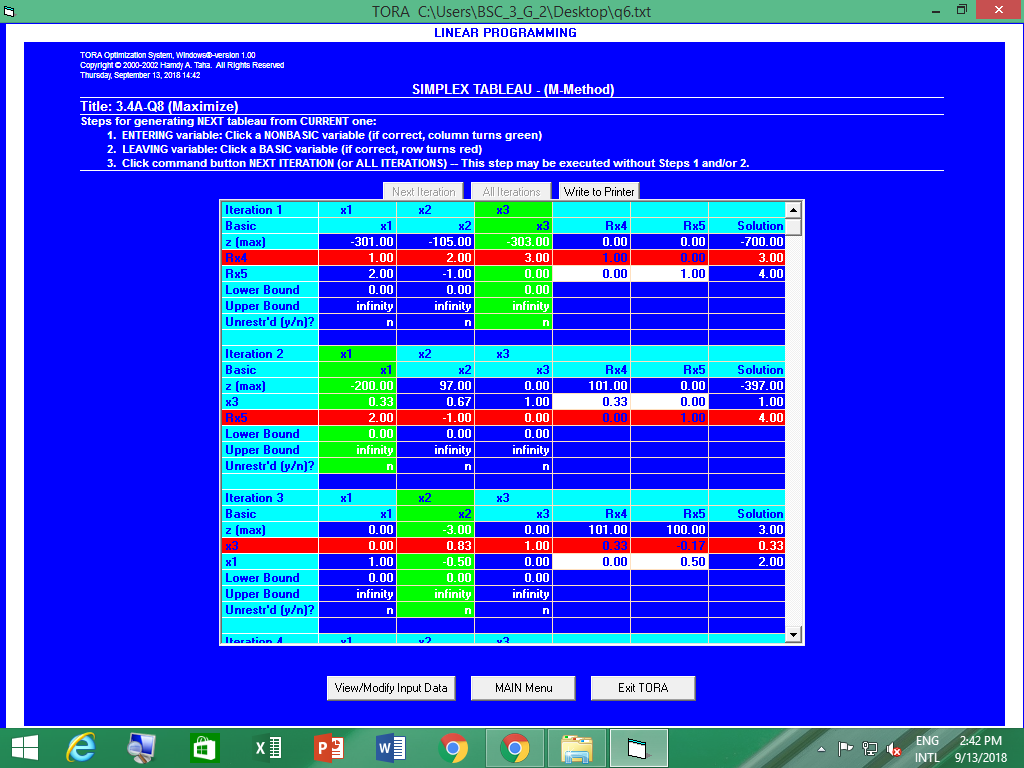 TORA C:\Users\BSC_3_G_2\Desktop\q6.txt
LINEAR PROGRAMMING
TORA Optimization System, Windows®-version 1.00
Copyright © 2000-2002 Hamdy A. Taha. All Rights Reserved
Thursday, September 13, 2018 14:42
SIMPLEX TABLEAU - (M-Method)
Title: 3.4A-Q8 (Maximize)
Steps for generating NEXT tableau from CURRENT one:
1. ENTERING variable: Click a NONBASIC variable (if correct, column turns green)
2. LEAVING variable: Click a BASIC variable (if correct, row turns red)
3. Click command button NEXT ITERATION (or ALL ITERATIONS) -- This step may be executed without Steps 1 and/or 2.
Next Iteration All Iterations Write to Printer
Iteration 1 x1 x2 x3
Basic x1 x2 x3 Rx4 Rx5 Solution
z (max) -301.00 -105.00 -303.00 0.00 0.00 -700.00
Rx4 1.00 2.00 3.00 1.00 0.00 3.00
Rx5 2.00 -1.00 0.00 0.00 1.00 4.00
Lower Bound 0.00 0.00 0.00
Upper Bound infinity infinity infinity
Unrestr'd (y/n)? n n n
Iteration 2 x1 x2 x3
Basic x1 x2 x3 Rx4 Rx5 Solution
z (max) -200.00 97.00 0.00 101.00 0.00 -397.00
x3 0.33 0.67 1.00 0.33 0.00 1.00
Rx5 2.00 -1.00 0.00 0.00 1.00 4.00
Lower Bound 0.00 0.00 0.00
Upper Bound infinity infinity infinity
Unrestr'd (y/n)? n n n
Iteration 3 x1 x2 x3
Basic x1 x2 x3 Rx4 Rx5 Solution
z (max) 0.00 -3.00 0.00 101.00 100.00 3.00
x3 0.00 0.83 1.00 0.33 -0.17 0.33
x1 1.00 -0.50 0.00 0.00 0.50 2.00
Lower Bound 0.00 0.00 0.00
Upper Bound infinity infinity infinity
Unrestr'd (y/n)? n n n
Iteration 4 x1 x2 x3
View/Modify Input Data MAIN Menu Exit TORA
ENG 2:42 PM
INTL 9/13/2018